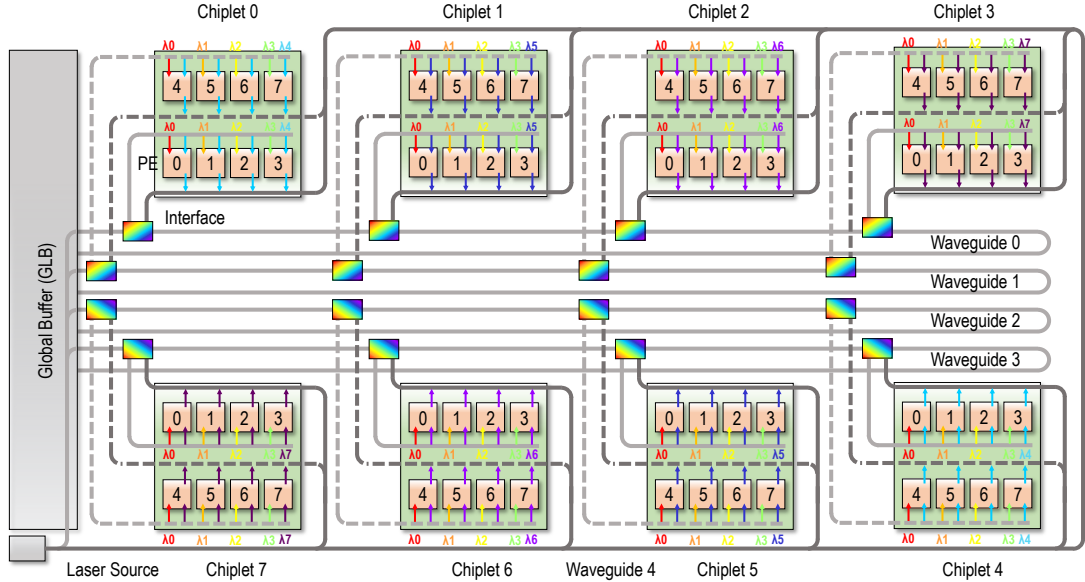 Chiplet 0 Chiplet 1 Chiplet 2 Chiplet 3
λ0 λ1 λ2 λ3 λ4 λ0 λ1 λ2 λ3 λ5 λ0 λ1 λ2 λ3 λ6 λ0 λ1 λ2 λ3 λ7
4 5 6 7 4 5 6 7 4 5 6 7 4 5 6 7
λ0 λ1 λ2 λ3 λ4 λ0 λ1 λ2 λ3 λ5 λ0 λ1 λ2 λ3 λ6 λ0 λ1 λ2 λ3 λ7
PE 0 1 2 3 0 1 2 3 0 1 2 3 0 1 2 3
Interface
Global Buffer (GLB)
Waveguide 0
Waveguide 1
Waveguide 2
Waveguide 3
0 1 2 3 0 1 2 3 0 1 2 3 0 1 2 3
λ0 λ1 λ2 λ3 λ7 λ0 λ1 λ2 λ3 λ6 λ0 λ1 λ2 λ3 λ5 λ0 λ1 λ2 λ3 λ4
4 5 6 7 4 5 6 7 4 5 6 7 4 5 6 7
λ0 λ1 λ2 λ3 λ7 λ0 λ1 λ2 λ3 λ6 λ0 λ1 λ2 λ3 λ5 λ0 λ1 λ2 λ3 λ4
Laser Source Chiplet 7 Chiplet 6 Waveguide 4 Chiplet 5 Chiplet 4